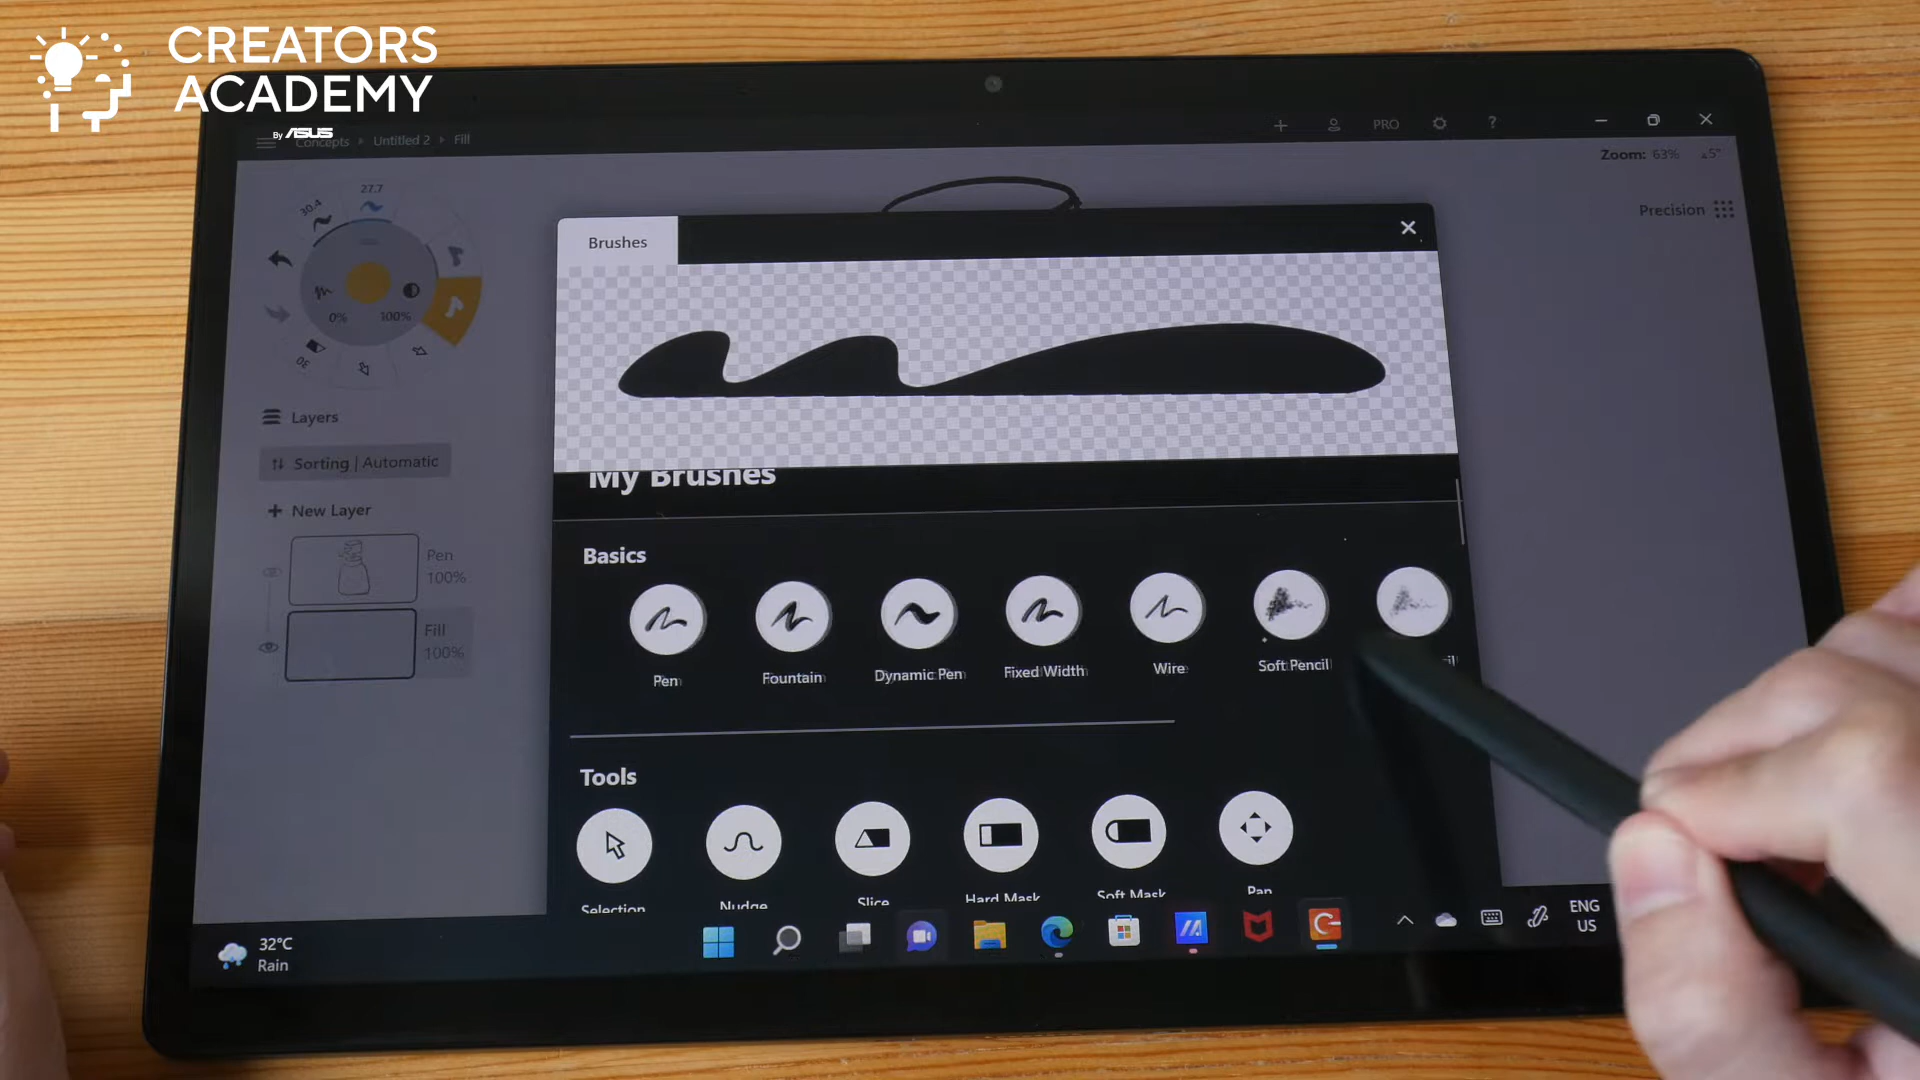 CREATORS
ACADEMY
By ASUS
Concepts > Untitled 2 > Fill
PRO
?
Zoom: 63%
5°
Precision
27.7
30.4
0%
100%
30
Layers
Sorting | Automatic
+ New Layer
Pen
100%
Fill
100%
Brushes
My Brushes
Basics
Pen
Fountain
Dynamic Pen
Fixed Width
Wire
Soft Pencil
Tools
Selection
Nudge
Slice
Hard Mask
Soft Mask
Pan
32°C
Rain
ENG
US